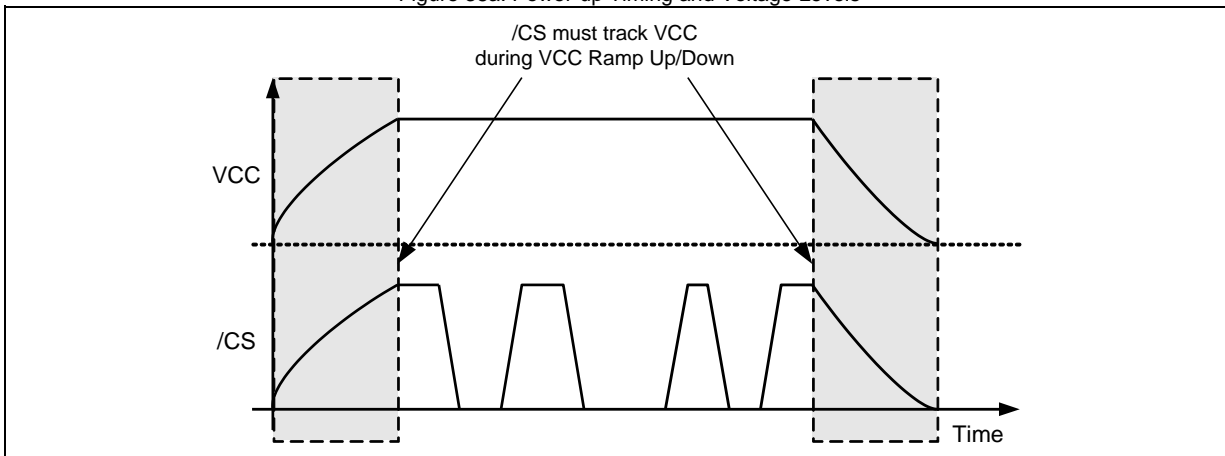 /CS must track VCC
during VCC Ramp Up/Down
VCC
/CS
Time